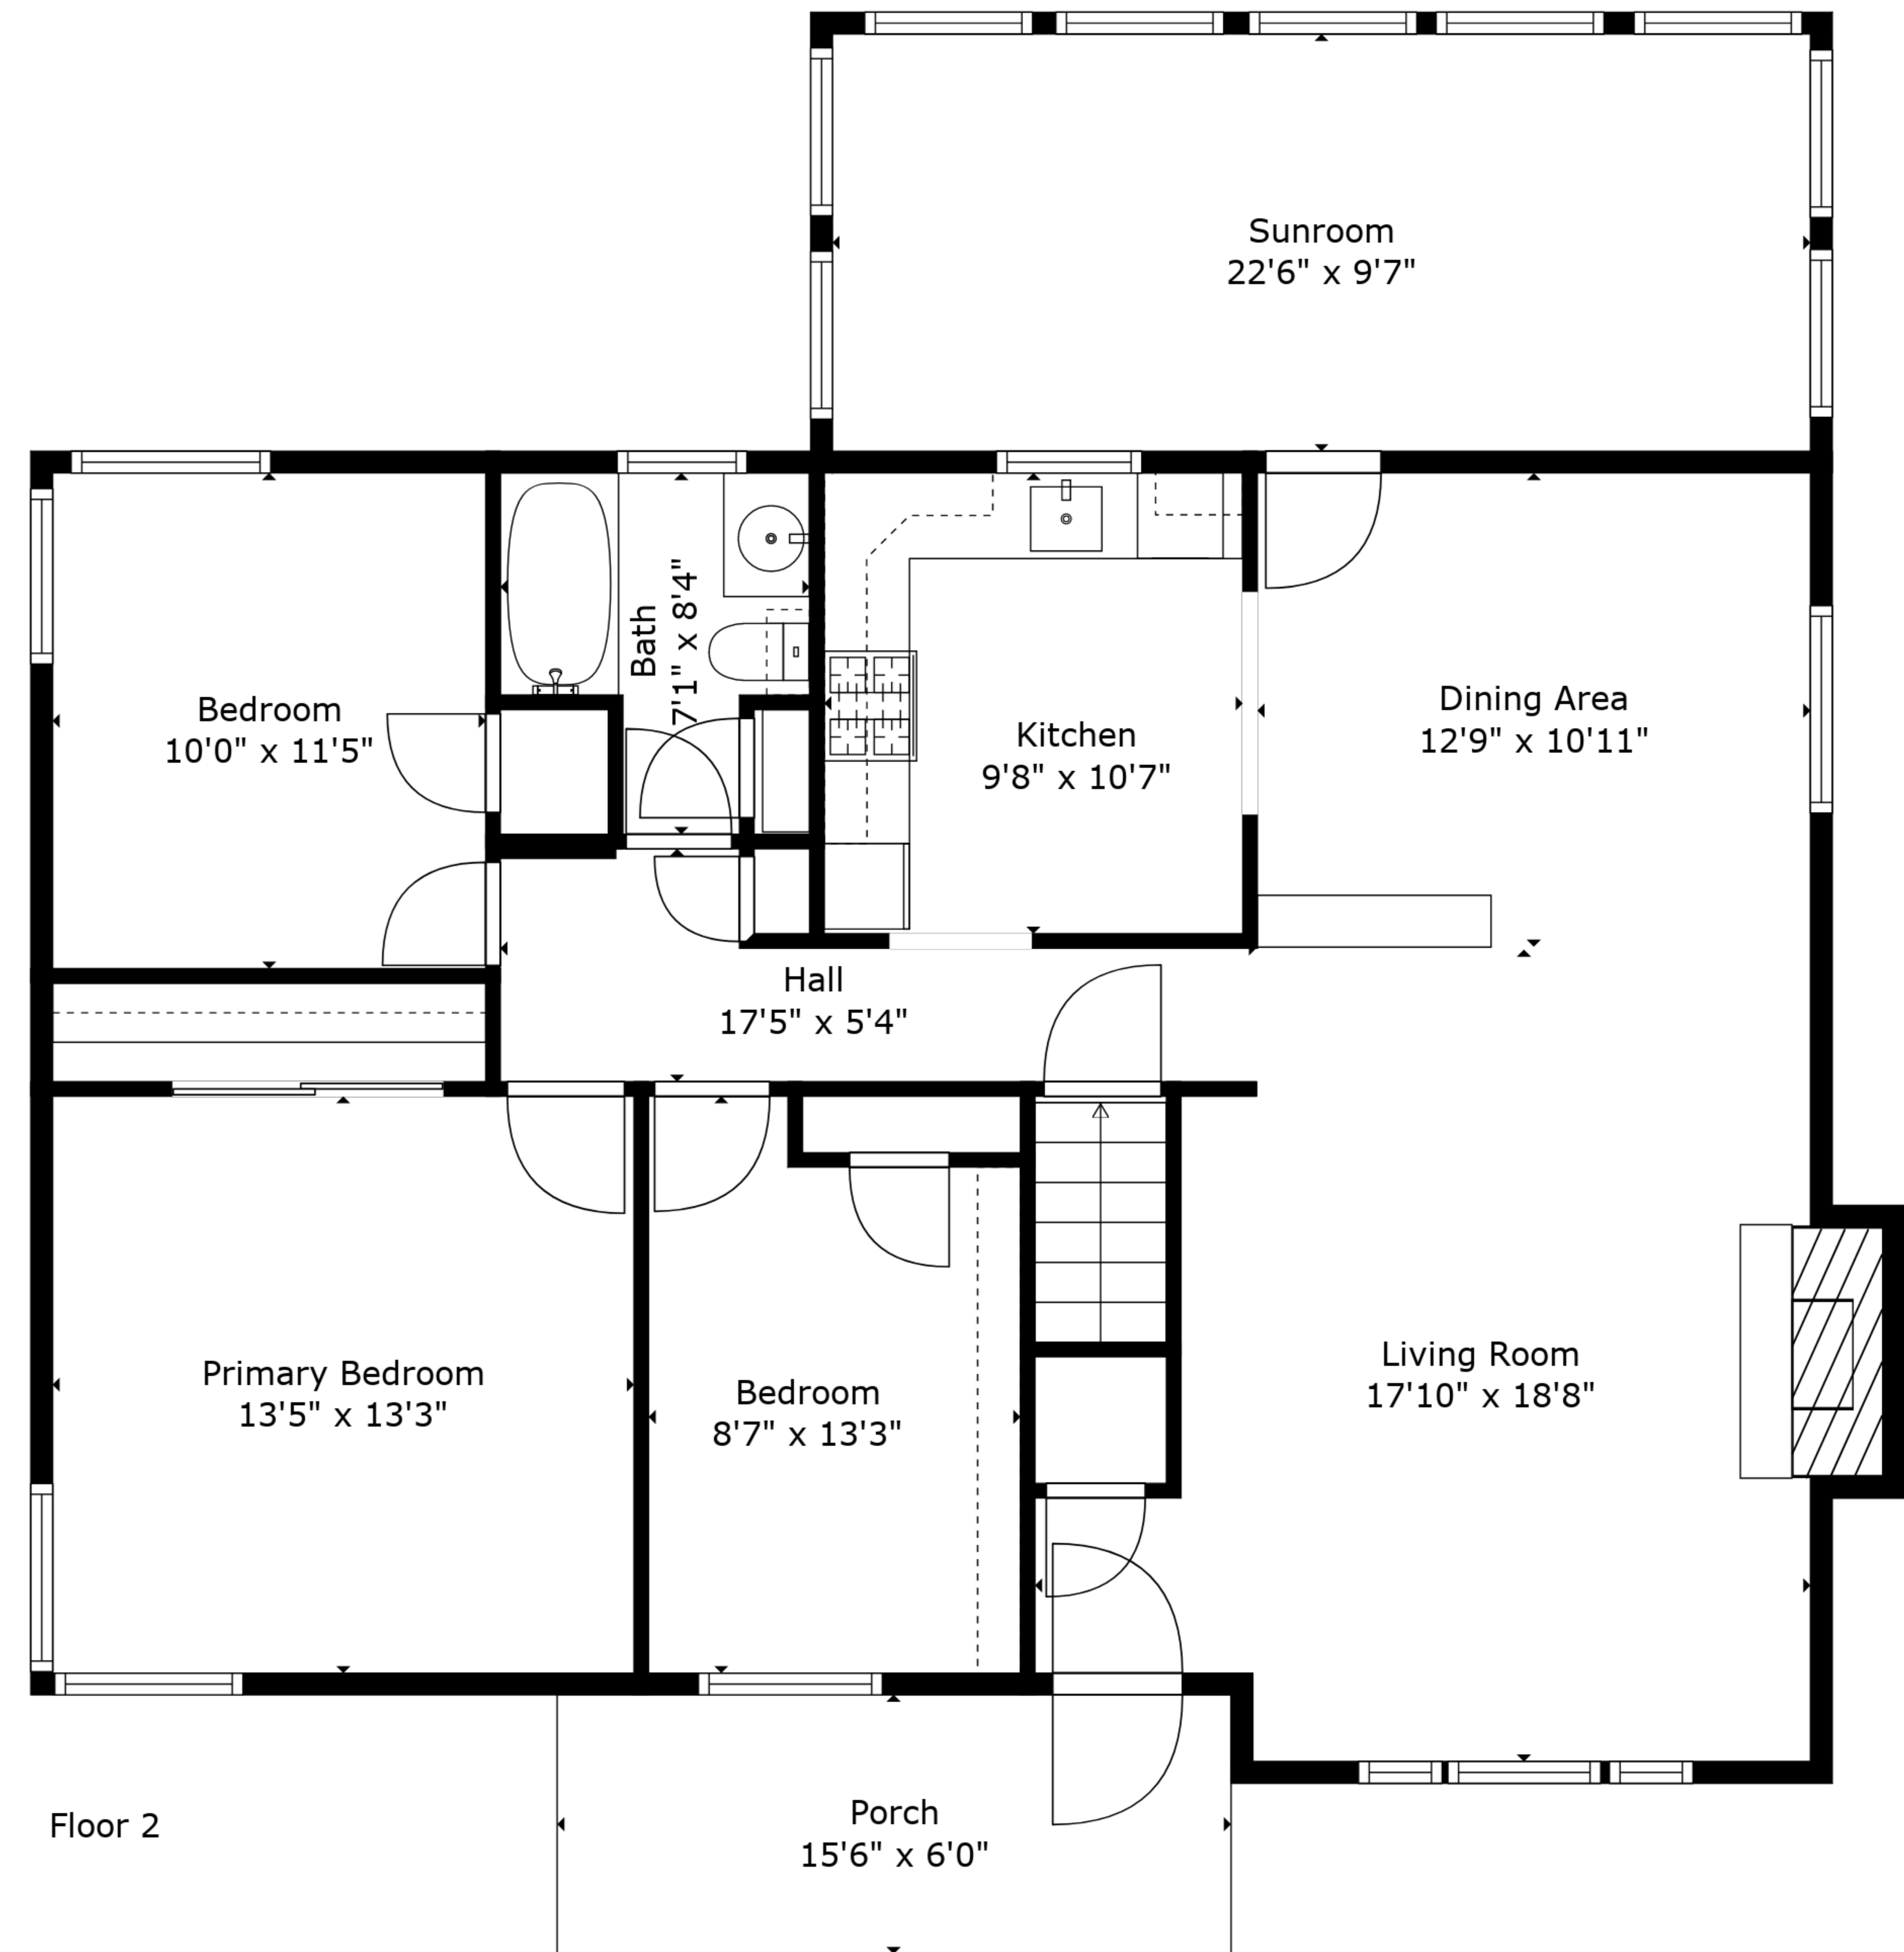 Sunroom
22'6" x 9'7"
Bedroom
10'0" x 11'5"
Bath
7'1" x 8'4"
Kitchen
9'8" x 10'7"
Dining Area
12'9" x 10'11"
Hall
17'5" x 5'4"
Primary Bedroom
13'5" x 13'3"
Bedroom
8'7" x 13'3"
Living Room
17'10" x 18'8"
Porch
15'6" x 6'0"
Floor 2